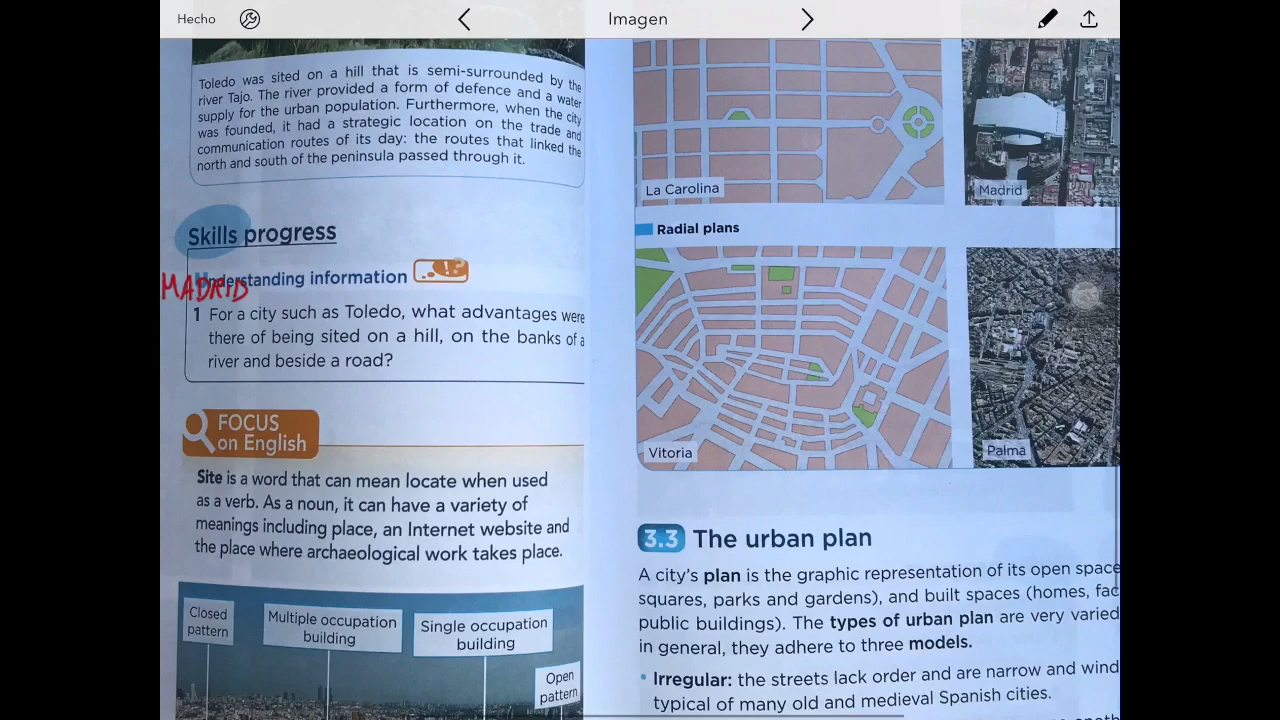 Hecho
Imagen
Toledo was sited on a hill that is semi-surrounded by the
river Tajo. The river provided a form of defence and a water
supply for the urban population. Furthermore, when the city
was founded, it had a strategic location on the trade and
communication routes of its day: the routes that linked the
north and south of the peninsula passed through it.
Skills progress
Understanding information
MADRID
1 For a city such as Toledo, what advantages were
there of being sited on a hill, on the banks of a
river and beside a road?
FOCUS
on English
Site is a word that can mean locate when used
as a verb. As a noun, it can have a variety of
meanings including place, an Internet website and
the place where archaeological work takes place.
Closed
pattern
Multiple occupation
building
Single occupation
building
Open
pattern
La Carolina
Madrid
Radial plans
Vitoria
Palma
3.3 The urban plan
A city's plan is the graphic representation of its open space
squares, parks and gardens), and built spaces (homes, fac
public buildings). The types of urban plan are very varied
in general, they adhere to three models.
• Irregular: the streets lack order and are narrow and wind
typical of many old and medieval Spanish cities.